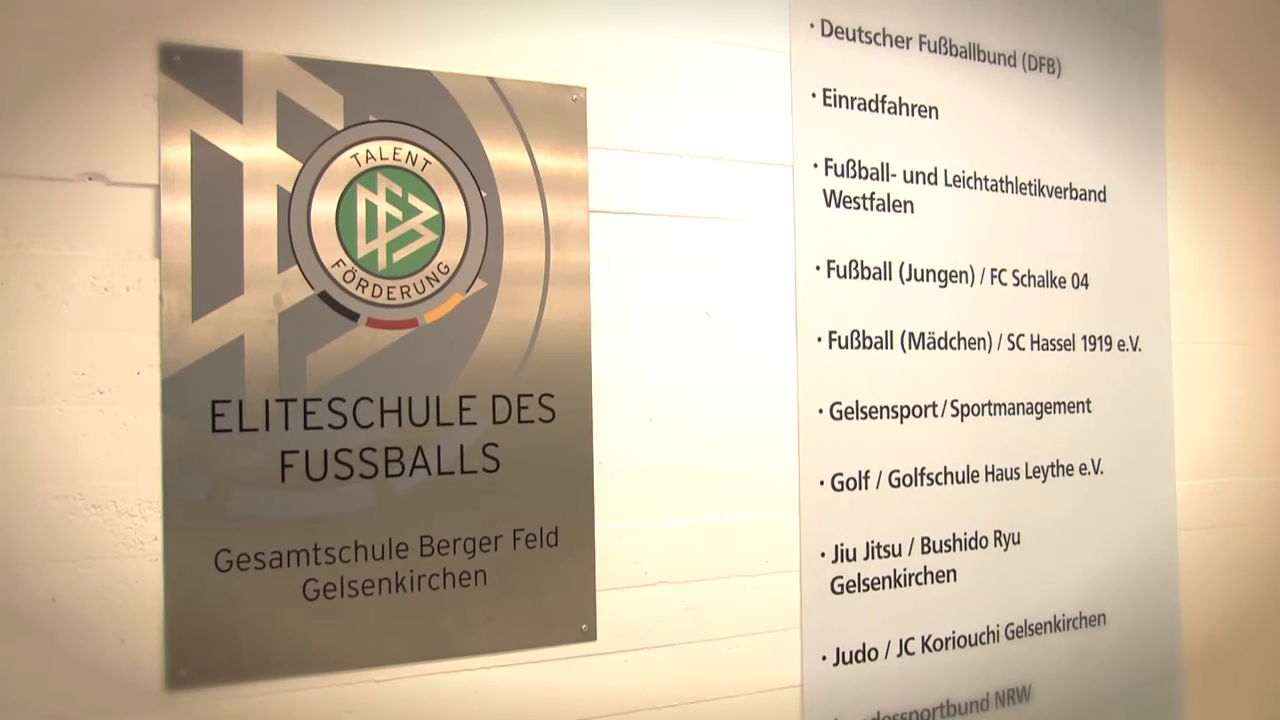 TALENT
DFB
FÖRDERUNG
ELITESCHULE DES
FUSSBALLS
Gesamtschule Berger Feld
Gelsenkirchen
· Deutscher Fußballbund (DFB)
· Einradfahren
· Fußball- und Leichtathletikverband
Westfalen
· Fußball (Jungen) / FC Schalke 04
· Fußball (Mädchen) / SC Hassel 1919 e.V.
· Gelsensport / Sportmanagement
· Golf / Golfschule Haus Leythe e.V.
· Jiu Jitsu / Bushido Ryu
Gelsenkirchen
· Judo / JC Koriouchi Gelsenkirchen
NRW